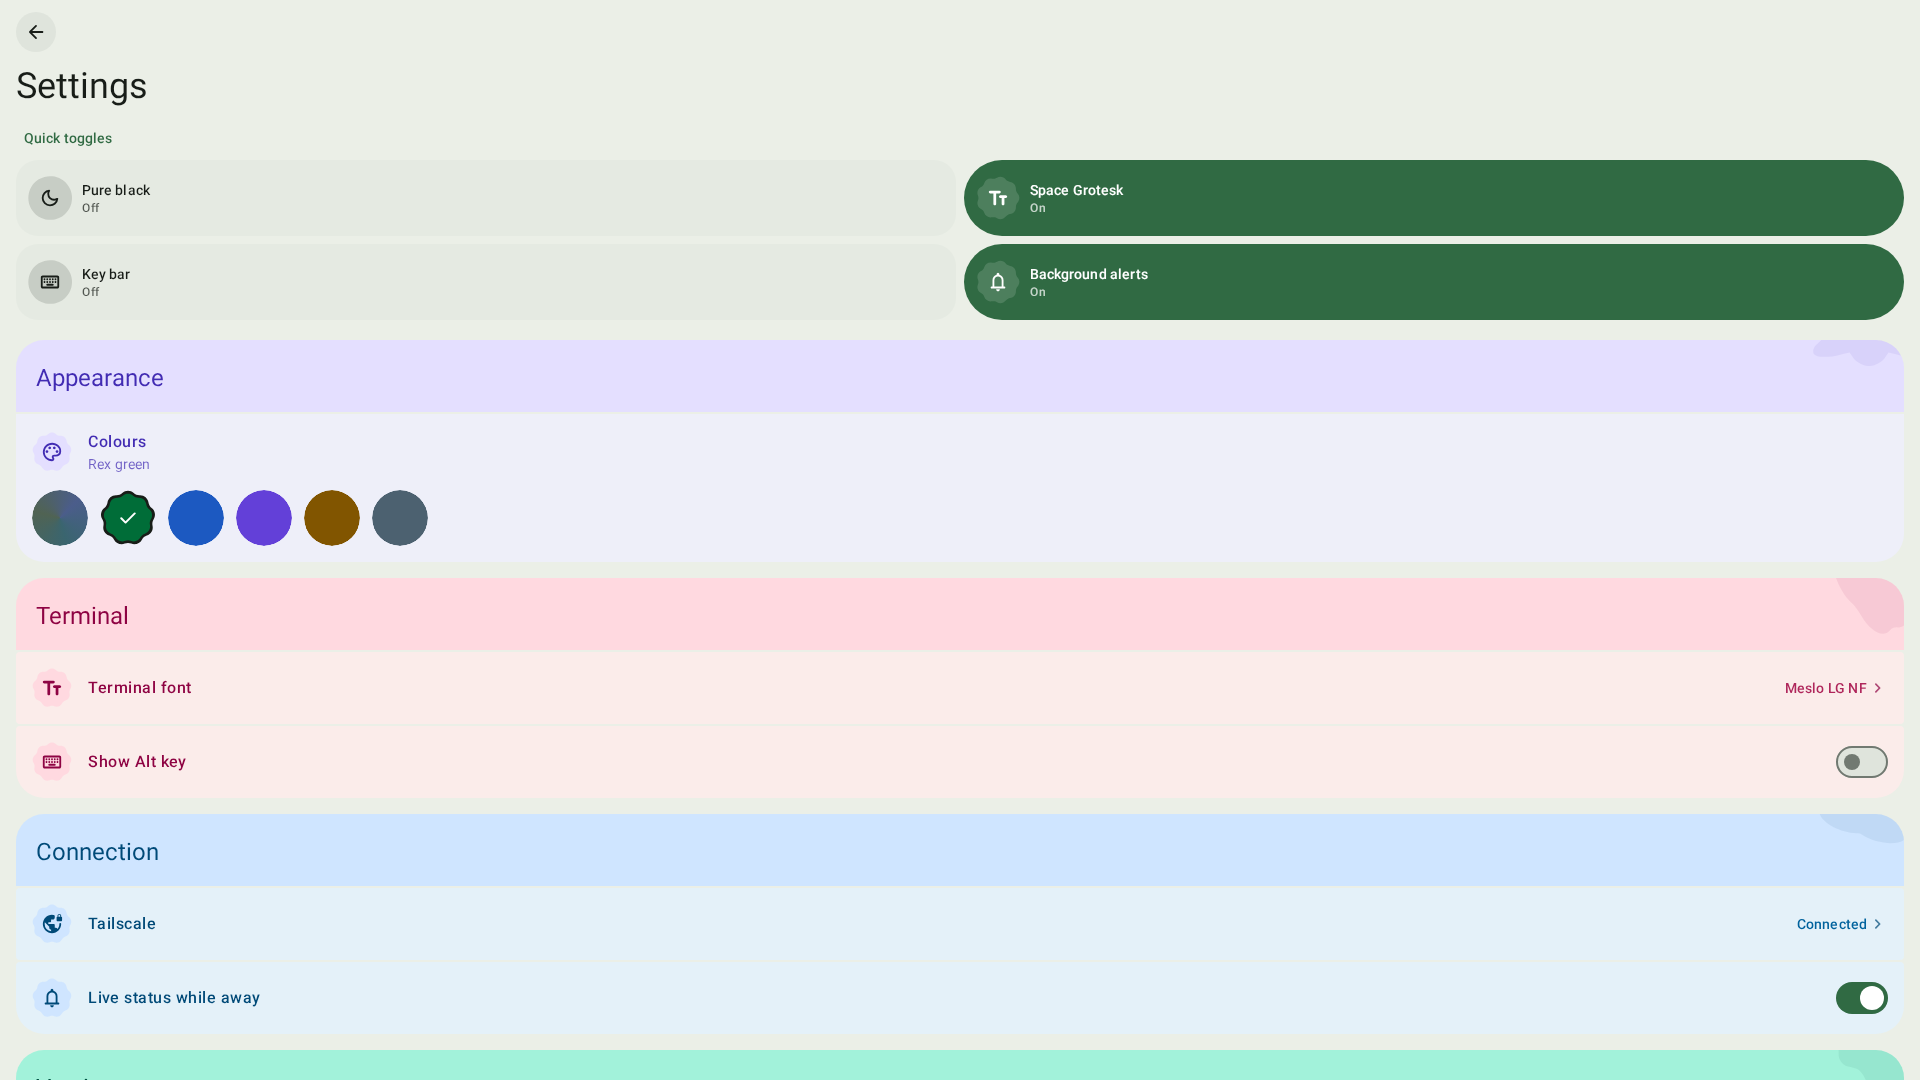 Settings
Quick toggles
Pure black
Off
Space Grotesk
On
Key bar
Off
Background alerts
On
Appearance
Colours
Rex green
Terminal
Terminal font
Meslo LG NF
Show Alt key
Connection
Tailscale
Connected
Live status while away